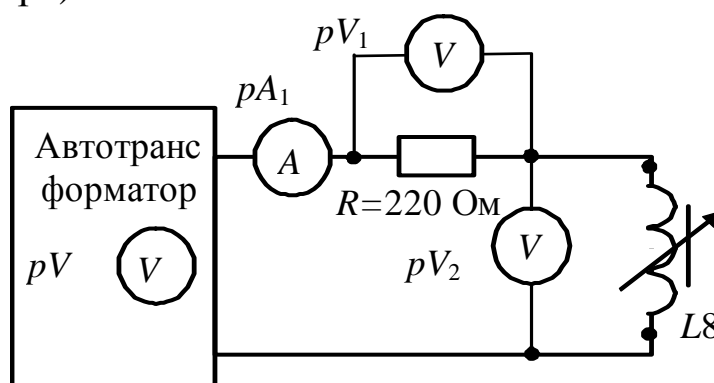 pV₁
V
pA₁
Автотранс
форматор
A
R=220 Ом
pV
V
pV₂
V
L8